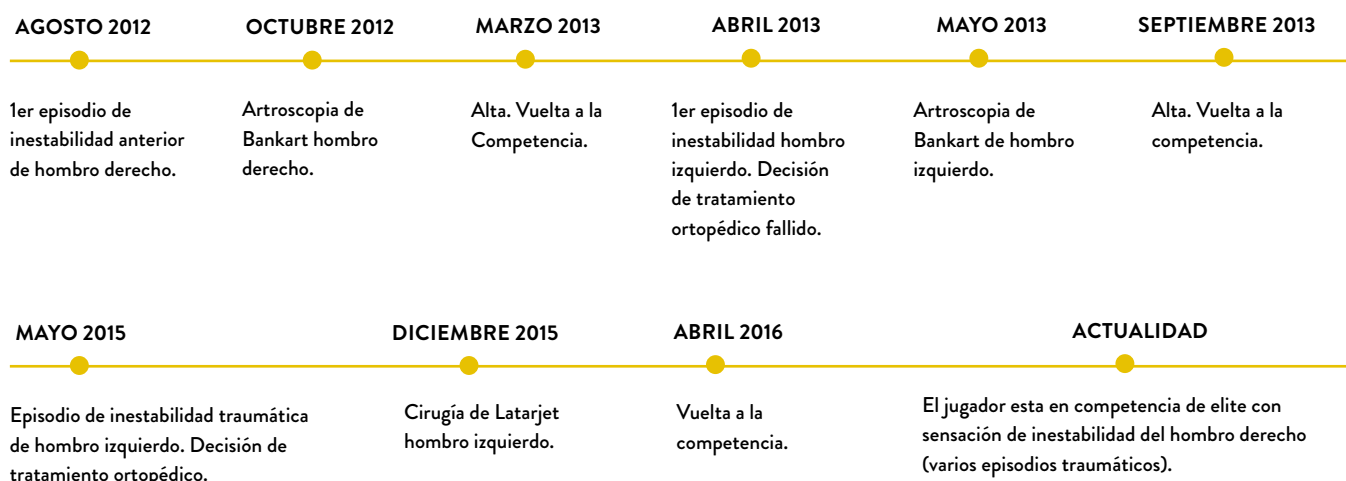 AGOSTO 2012
OCTUBRE 2012
MARZO 2013
ABRIL 2013
MAYO 2013
SEPTIEMBRE 2013
1er episodio de
inestabilidad anterior
de hombro derecho.
Artroscopia de
Bankart hombro
derecho.
Alta. Vuelta a la
Competencia.
1er episodio de
inestabilidad hombro
izquierdo. Decisión
de tratamiento
ortopédico fallido.
Artroscopia de
Bankart de hombro
izquierdo.
Alta. Vuelta a la
competencia.
MAYO 2015
DICIEMBRE 2015
ABRIL 2016
ACTUALIDAD
Episodio de inestabilidad traumática
de hombro izquierdo. Decisión de
tratamiento ortopédico.
Cirugía de Latarjet
hombro izquierdo.
Vuelta a la
competencia.
El jugador esta en competencia de elite con
sensación de inestabilidad del hombro derecho
(varios episodios traumáticos).